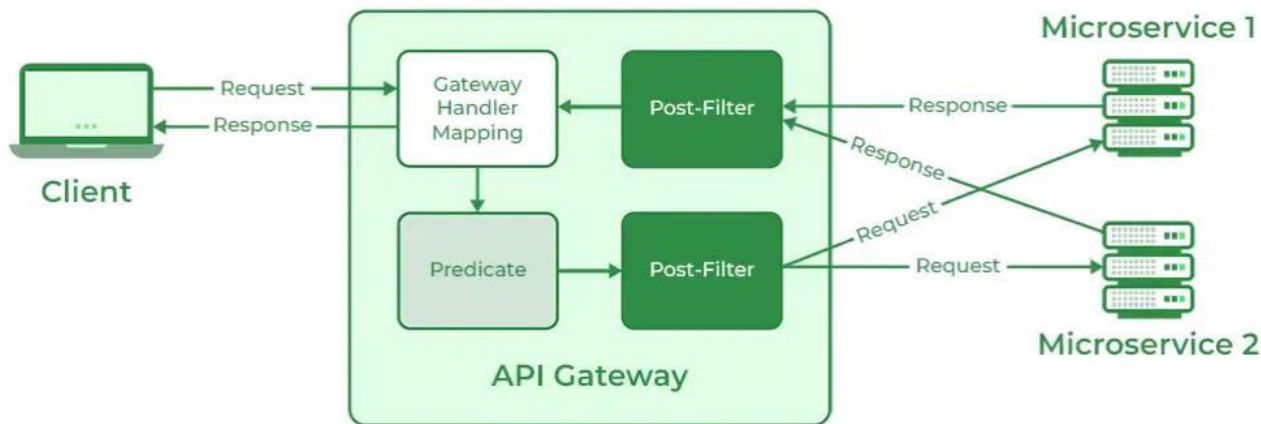 Microservice 1
Request
Gateway
Handler
Mapping
Post-Filter
Response
Response
Client
Response
Request
Predicate
Post-Filter
Request
API Gateway
Microservice 2